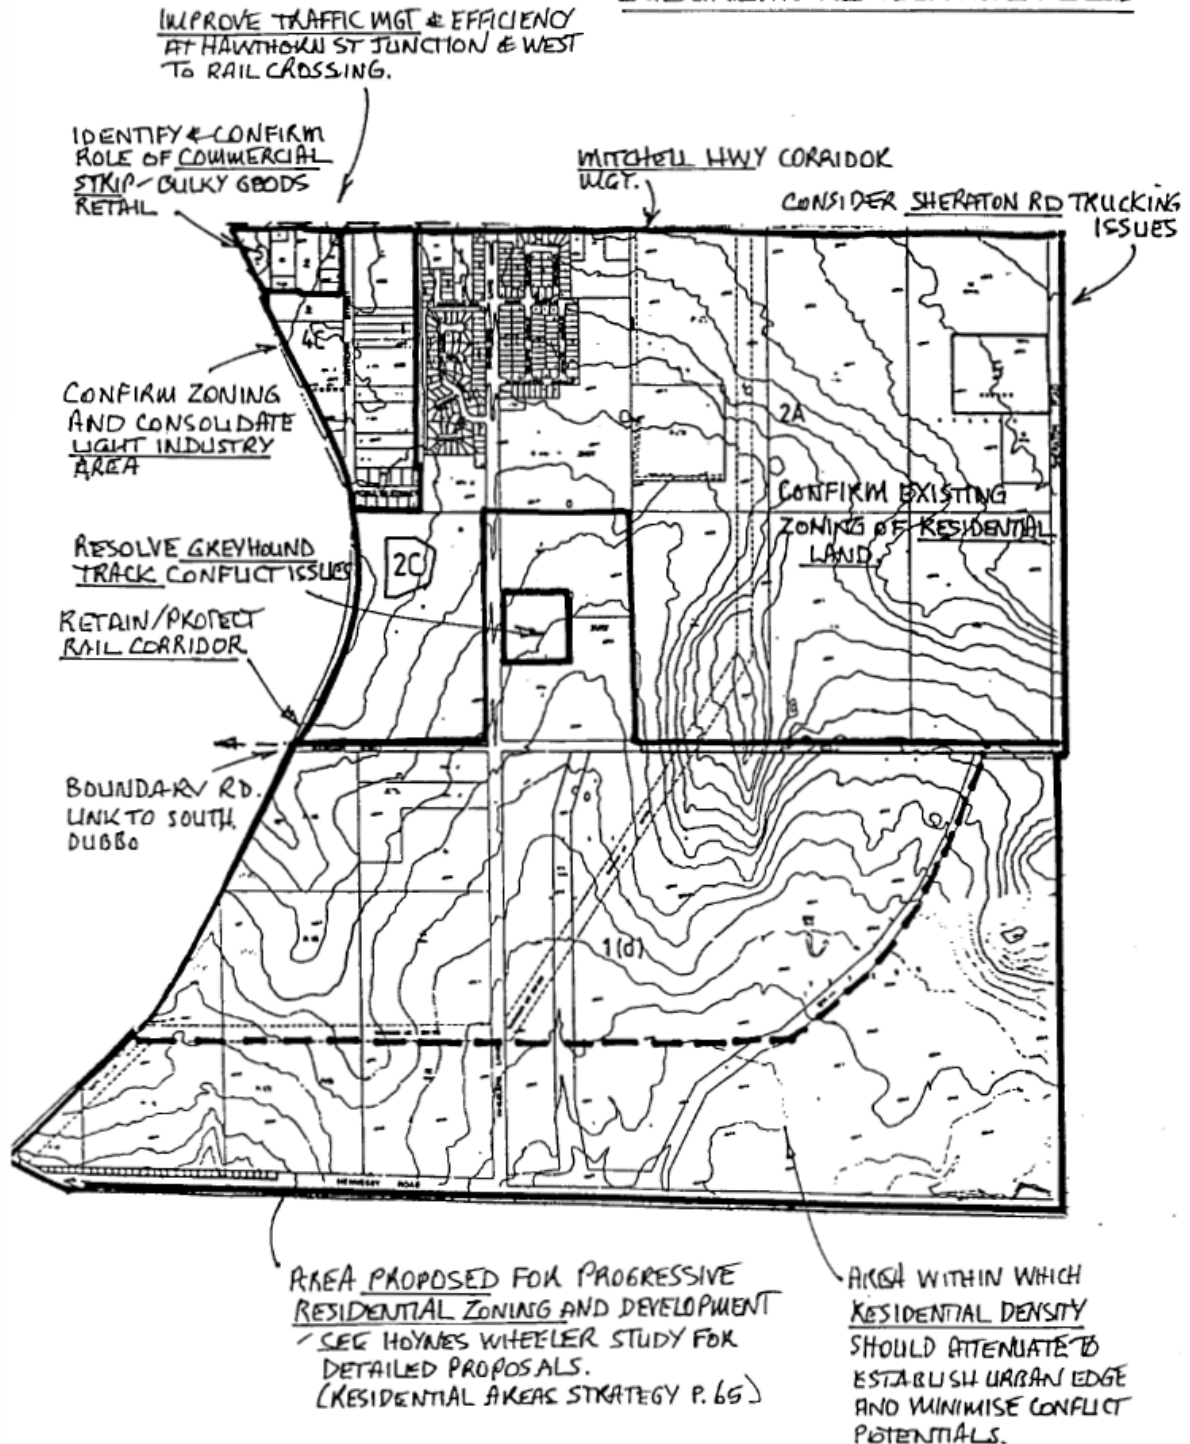 IMPROVE TRAFFIC MGT & EFFICIENCY
AT HAWTHORN ST JUNCTION & WEST
TO RAIL CROSSING.
IDENTIFY & CONFIRM
ROLE OF COMMERCIAL
STRIP - BULKY GOODS
RETAIL
MITCHELL HWY CORRIDOR
MGT.
CONSIDER SHERATON RD TRUCKING
ISSUES
4E
CONFIRM ZONING
AND CONSOLIDATE
LIGHT INDUSTRY
AREA
2A
CONFIRM EXISTING
ZONING OF RESIDENTIAL
LAND.
RESOLVE GREYHOUND
TRACK CONFLICT ISSUES
2C
RETAIN/PROTECT
RAIL CORRIDOR
BOUNDARY RD.
LINK TO SOUTH
DUBBO
1(d)
HENNESSY ROAD
AREA PROPOSED FOR PROGRESSIVE
RESIDENTIAL ZONING AND DEVELOPMENT
- SEE HOYNES WHEELER STUDY FOR
DETAILED PROPOSALS.
(RESIDENTIAL AREAS STRATEGY P. 65)
AREA WITHIN WHICH
RESIDENTIAL DENSITY
SHOULD ATTENUATE TO
ESTABLISH URBAN EDGE
AND MINIMISE CONFLICT
POTENTIALS.